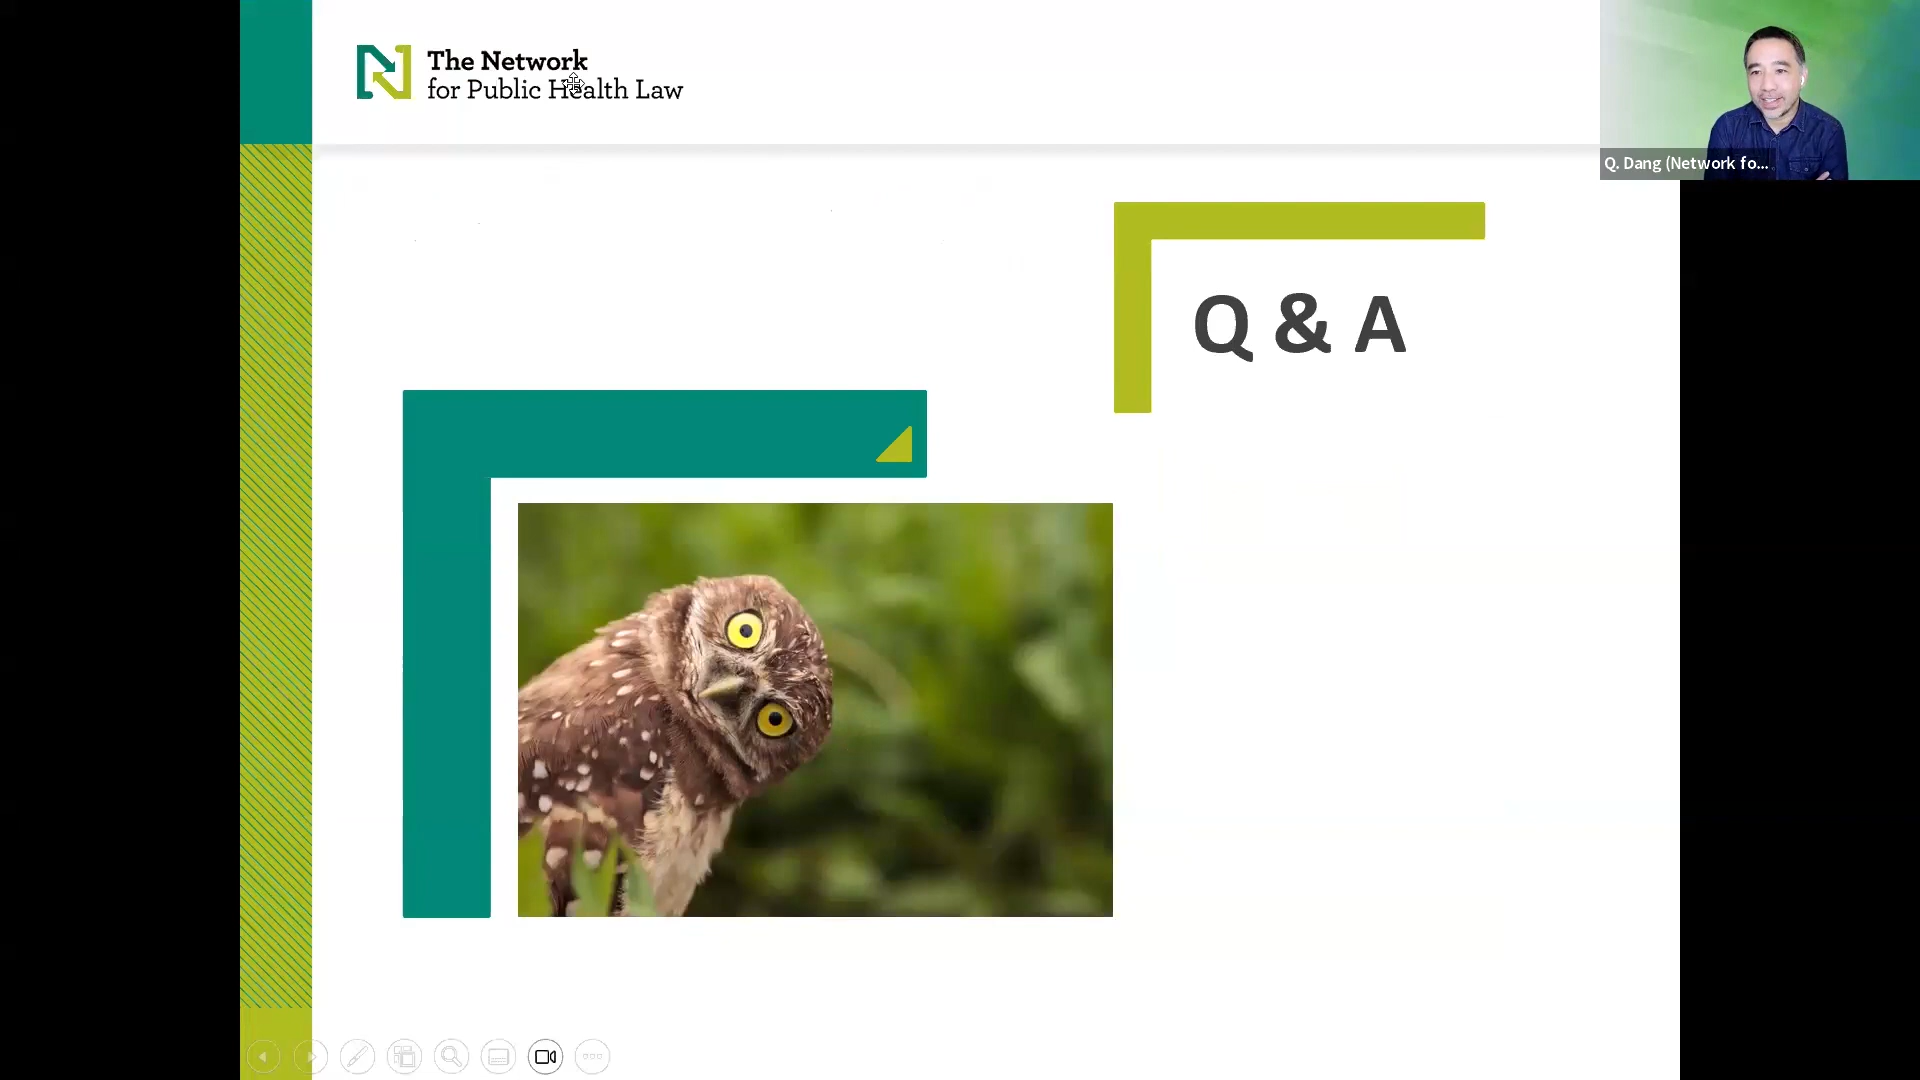 The Network
for Public Health Law
Q. Dang (Network fo...
Q & A